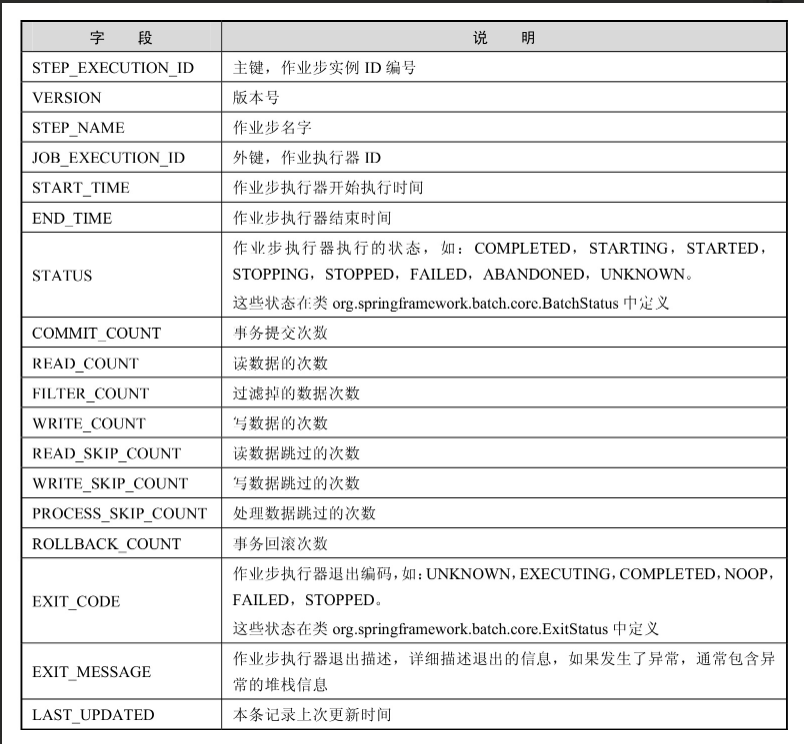 字 段 说 明
STEP_EXECUTION_ID 主键，作业步实例 ID 编号
VERSION 版本号
STEP_NAME 作业步名字
JOB_EXECUTION_ID 外键，作业执行器 ID
START_TIME 作业步执行器开始执行时间
END_TIME 作业步执行器结束时间
STATUS 作业步执行器执行的状态，如：COMPLETED，STARTING，STARTED，
STOPPING，STOPPED，FAILED，ABANDONED，UNKNOWN。
这些状态在类 org.springframework.batch.core.BatchStatus 中定义
COMMIT_COUNT 事务提交次数
READ_COUNT 读数据的次数
FILTER_COUNT 过滤掉的数据次数
WRITE_COUNT 写数据的次数
READ_SKIP_COUNT 读数据跳过的次数
WRITE_SKIP_COUNT 写数据跳过的次数
PROCESS_SKIP_COUNT 处理数据跳过的次数
ROLLBACK_COUNT 事务回滚次数
EXIT_CODE 作业步执行器退出编码，如：UNKNOWN，EXECUTING，COMPLETED，NOOP，
FAILED，STOPPED。
这些状态在类 org.springframework.batch.core.ExitStatus 中定义
EXIT_MESSAGE 作业步执行器退出描述，详细描述退出的信息，如果发生了异常，通常包含异
常的堆栈信息
LAST_UPDATED 本条记录上次更新时间